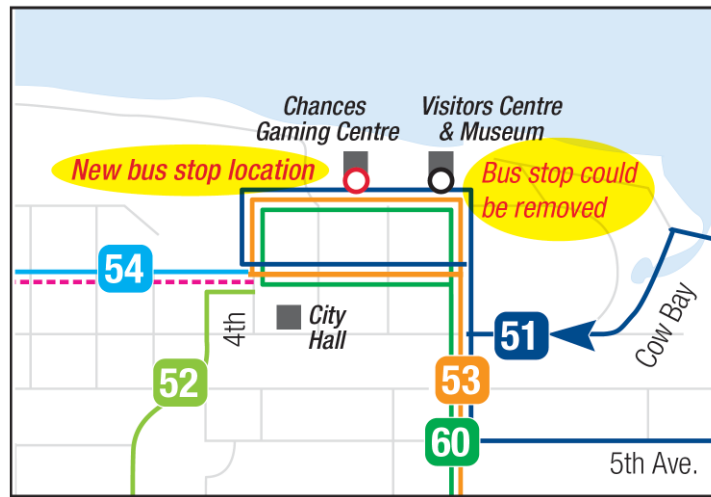 Chances
Gaming Centre
Visitors Centre
& Museum
New bus stop location
Bus stop could
be removed
54
4th
City
Hall
51
Cow Bay
52
53
60
5th Ave.